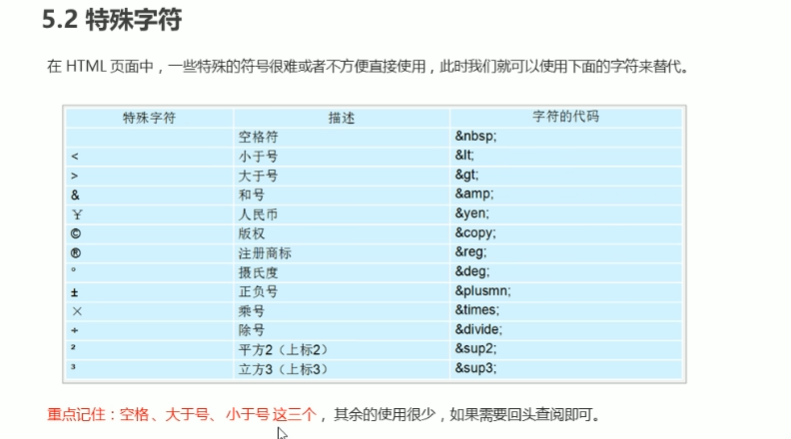 5.2 特殊字符
在 HTML 页面中，一些特殊的符号很难或者不方便直接使用，此时我们就可以使用下面的字符来替代。
特殊字符 描述 字符的代码
空格符 &nbsp;
< 小于号 &lt;
> 大于号 &gt;
& 和号 &amp;
￥ 人民币 &yen;
© 版权 &copy;
® 注册商标 &reg;
° 摄氏度 &deg;
± 正负号 &plusmn;
× 乘号 &times;
÷ 除号 &divide;
² 平方2（上标2） &sup2;
³ 立方3（上标3） &sup3;
重点记住：空格 、大于号、 小于号 这三个， 其余的使用很少，如果需要回头查阅即可。